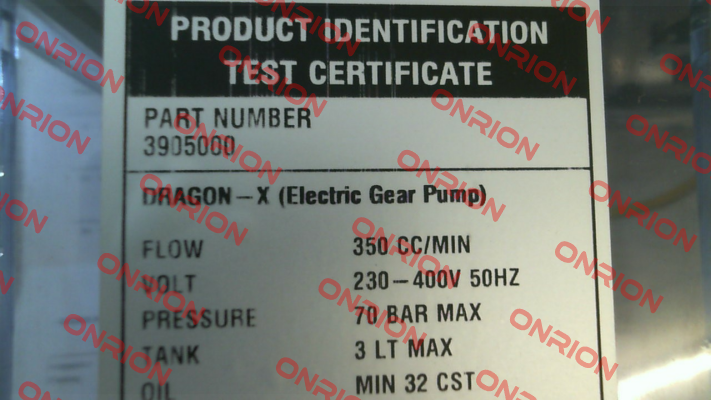 PRODUCT IDENTIFICATION
TEST CERTIFICATE
PART NUMBER
3905000
DRAGON-X (Electric Gear Pump)
FLOW 350 CC/MIN
VOLT 230-400V 50HZ
PRESSURE 70 BAR MAX
TANK 3 LT MAX
OIL MIN 32 CST
ONRION